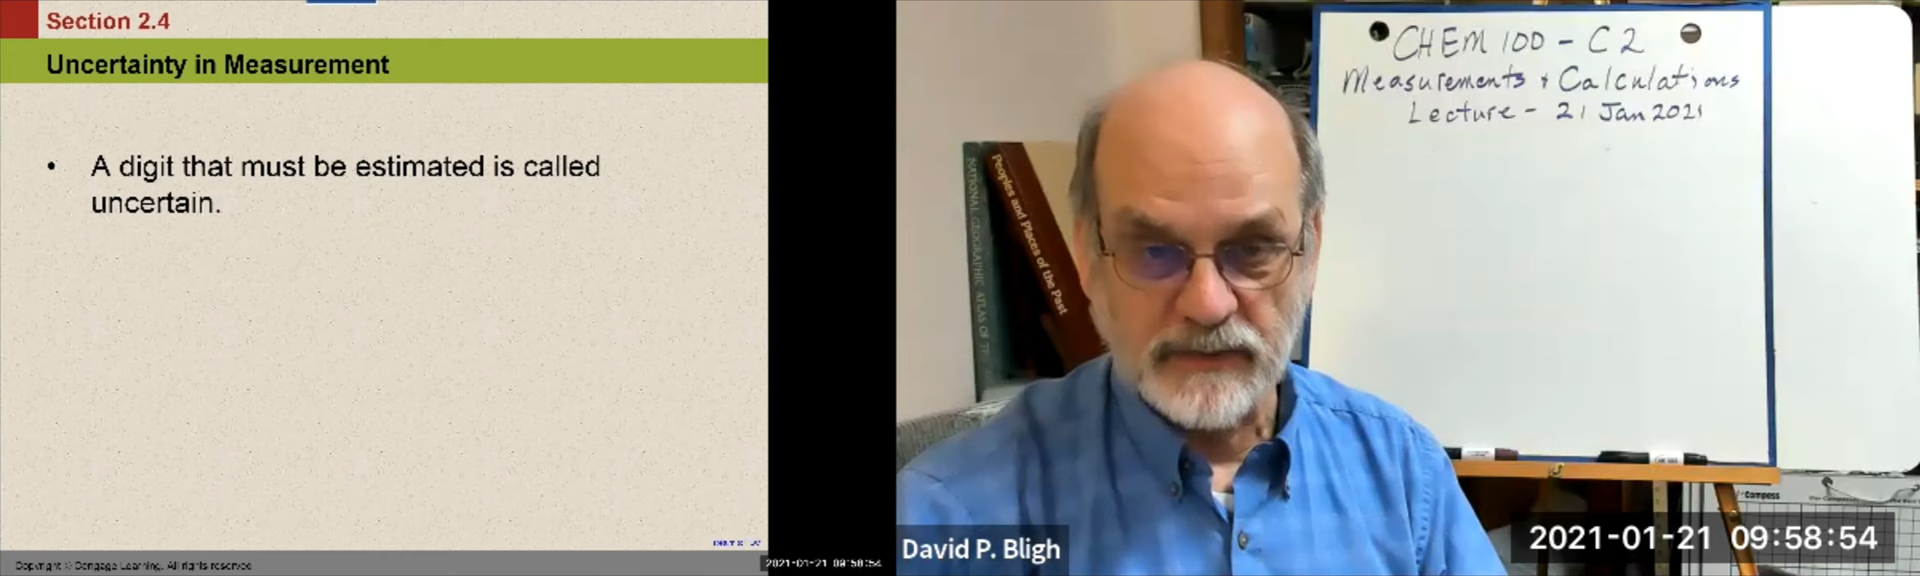 Section 2.4
Uncertainty in Measurement
• A digit that must be estimated is called
uncertain.
Copyright © Cengage Learning. All rights reserved
2021-01-21 09:58:54
CHEM 100 - C2
Measurements & Calculations
Lecture - 21 Jan 2021
NATIONAL GEOGRAPHIC ATLAS OF
Peoples and Places of the Past
Compass
David P. Bligh
2021-01-21 09:58:54